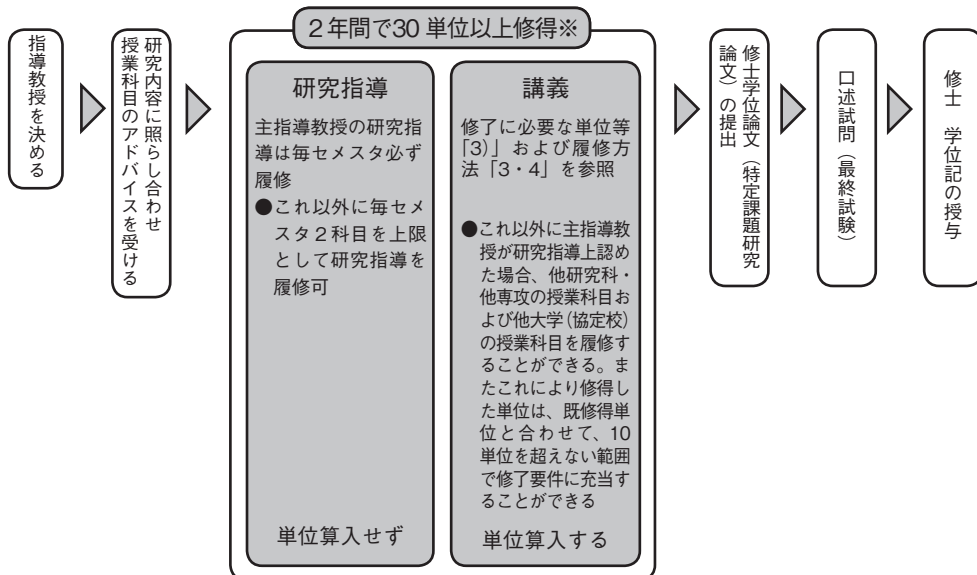 指導教授を決める
研究内容に照らし合わせ
授業科目のアドバイスを受ける
2年間で30単位以上修得※
研究指導
主指導教授の研究指
導は毎セメスタ必ず
履修
●これ以外に毎セメ
スタ2科目を上限
として研究指導を
履修可
単位算入せず
講義
修了に必要な単位等
「3)」および履修方
法「3・4」を参照
●これ以外に主指導教
授が研究指導上認め
た場合、他研究科・
他専攻の授業科目お
よび他大学(協定校)
の授業科目を履修す
ることができる。ま
たこれにより修得し
た単位は、既修得単
位と合わせて、10
単位を超えない範囲
で修了要件に充当す
ることができる
単位算入する
修士学位論文(特定課題研究
論文)の提出
口述試問(最終試験)
修士 学位記の授与